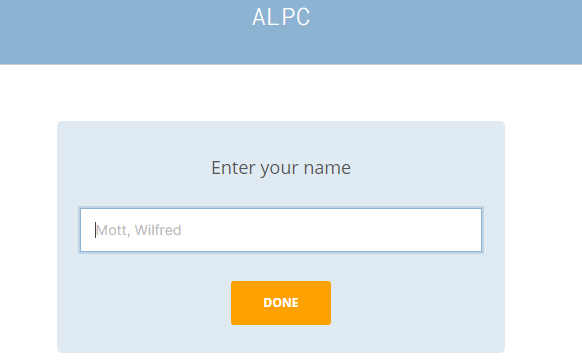 ALPC
Enter your name
Mott, Wilfred
DONE